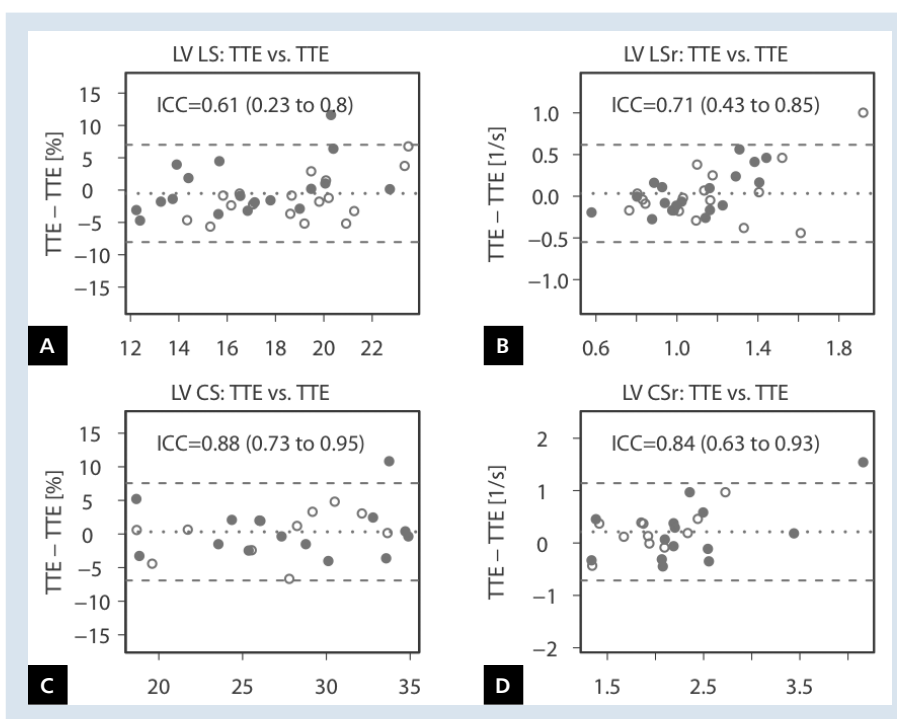 LV LS: TTE vs. TTE
ICC=0.61 (0.23 to 0.8)
TTE – TTE [%]
15
10
5
0
−5
−10
−15
12 14 16 18 20 22
A
LV LSr: TTE vs. TTE
ICC=0.71 (0.43 to 0.85)
TTE – TTE [1/s]
1.0
0.5
0.0
−0.5
−1.0
0.6 1.0 1.4 1.8
B
LV CS: TTE vs. TTE
ICC=0.88 (0.73 to 0.95)
TTE – TTE [%]
15
10
5
0
−5
−10
−15
20 25 30 35
C
LV CSr: TTE vs. TTE
ICC=0.84 (0.63 to 0.93)
TTE – TTE [1/s]
2
1
0
−1
−2
1.5 2.5 3.5
D